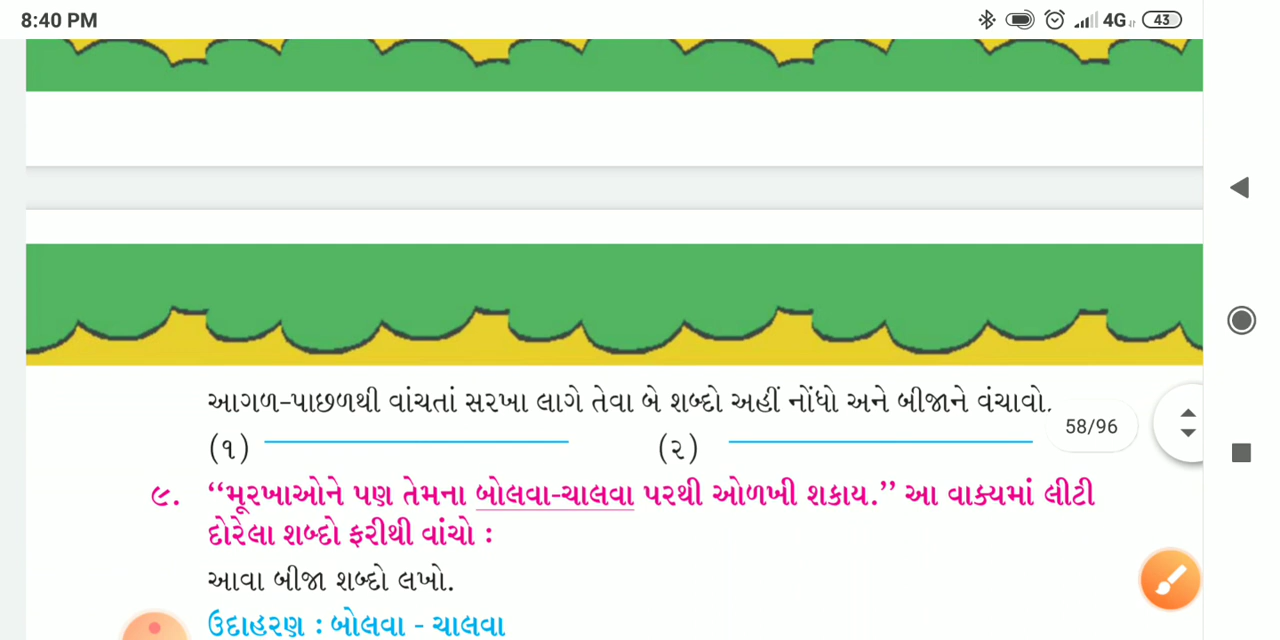 8:40 PM
4G 43
આગળ-પાછળથી વાંચતાં સરખા લાગે તેવા બે શબ્દો અહીં નોંધો અને બીજાને વંચાવો.
58/96
(૧) (૨)
૯. ‘‘મૂરખાઓને પણ તેમના બોલવા-ચાલવા પરથી ઓળખી શકાય.’’ આ વાક્યમાં લીટી
દોરેલા શબ્દો ફરીથી વાંચો :
આવા બીજા શબ્દો લખો.
ઉદાહરણ : બોલવા - ચાલવા